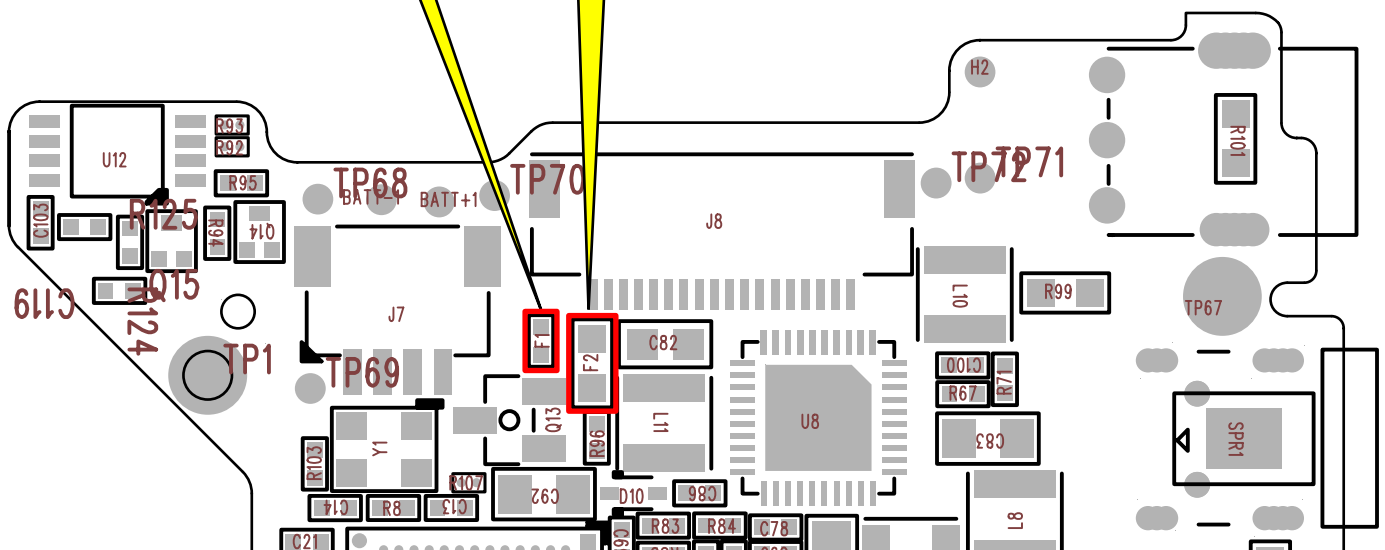 H2
R93
R92
U12
R101
TP72
TP71
R95
TP68
BATT-1
BATT+1
TP70
C103
R125
R94
Q14
J8
Q15
C119
R124
L10
R99
TP67
J7
F1
F2
C82
TP1
TP69
C100
R97
R71
Q13
L11
U8
R96
Y1
R103
C83
SPR1
R107
C92
D10
C86
C14
R8
C13
L8
R83
R84
C78
C21